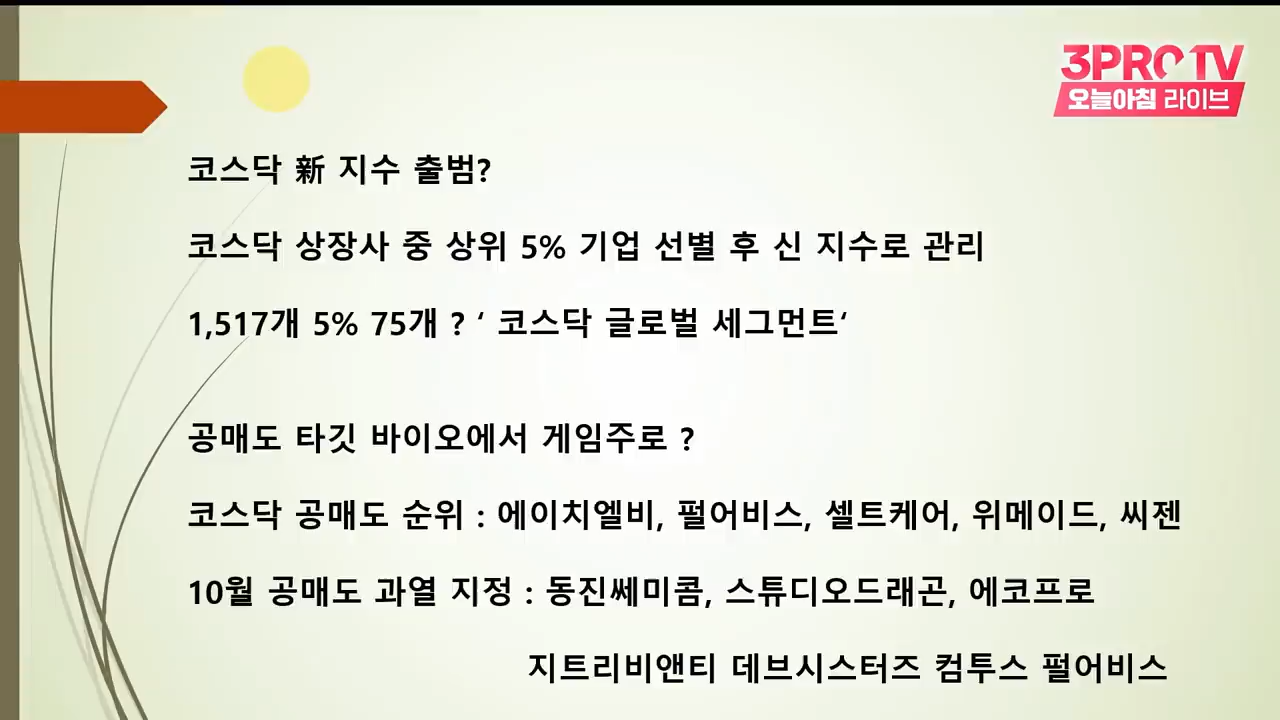 3PRO TV
오늘아침 라이브
코스닥 新 지수 출범?
코스닥 상장사 중 상위 5% 기업 선별 후 신 지수로 관리
1,517개 5% 75개 ? ‘ 코스닥 글로벌 세그먼트‘
공매도 타깃 바이오에서 게임주로 ?
코스닥 공매도 순위 : 에이치엘비, 펄어비스, 셀트케어, 위메이드, 씨젠
10월 공매도 과열 지정 : 동진쎄미콤, 스튜디오드래곤, 에코프로
지트리비앤티 데브시스터즈 컴투스 펄어비스